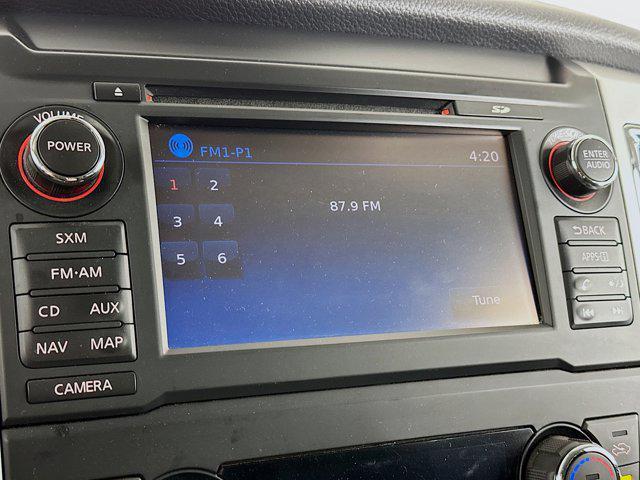 VOLUME
POWER
SD
FM1-P1
4:20
1 2
3 4
5 6
87.9 FM
Tune
SXM
FM·AM
CD AUX
NAV MAP
CAMERA
ENTER
AUDIO
BACK
APPS